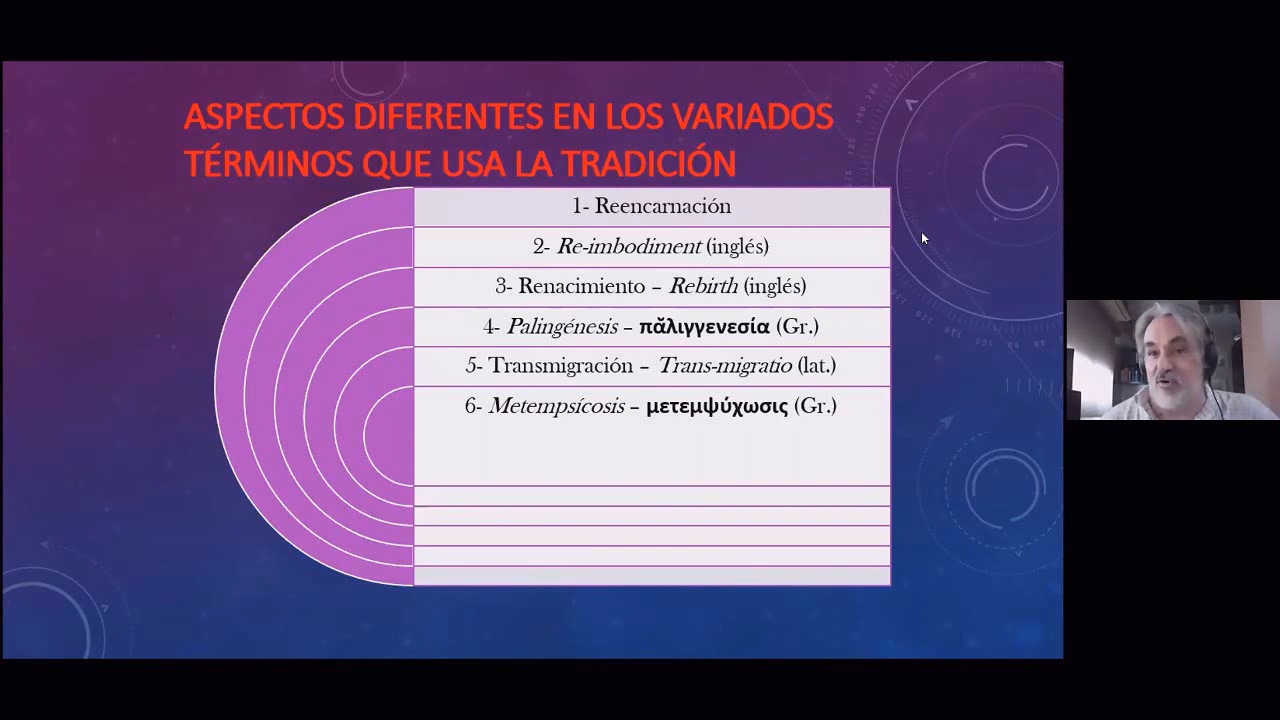 ASPECTOS DIFERENTES EN LOS VARIADOS
TÉRMINOS QUE USA LA TRADICIÓN
1- Reencarnación
2- Re-imbodiment (inglés)
3- Renacimiento – Rebirth (inglés)
4- Palingénesis – πᾰλιγγενεσία (Gr.)
5- Transmigración – Trans-migratio (lat.)
6- Metempsícosis – μετεμψύχωσις (Gr.)